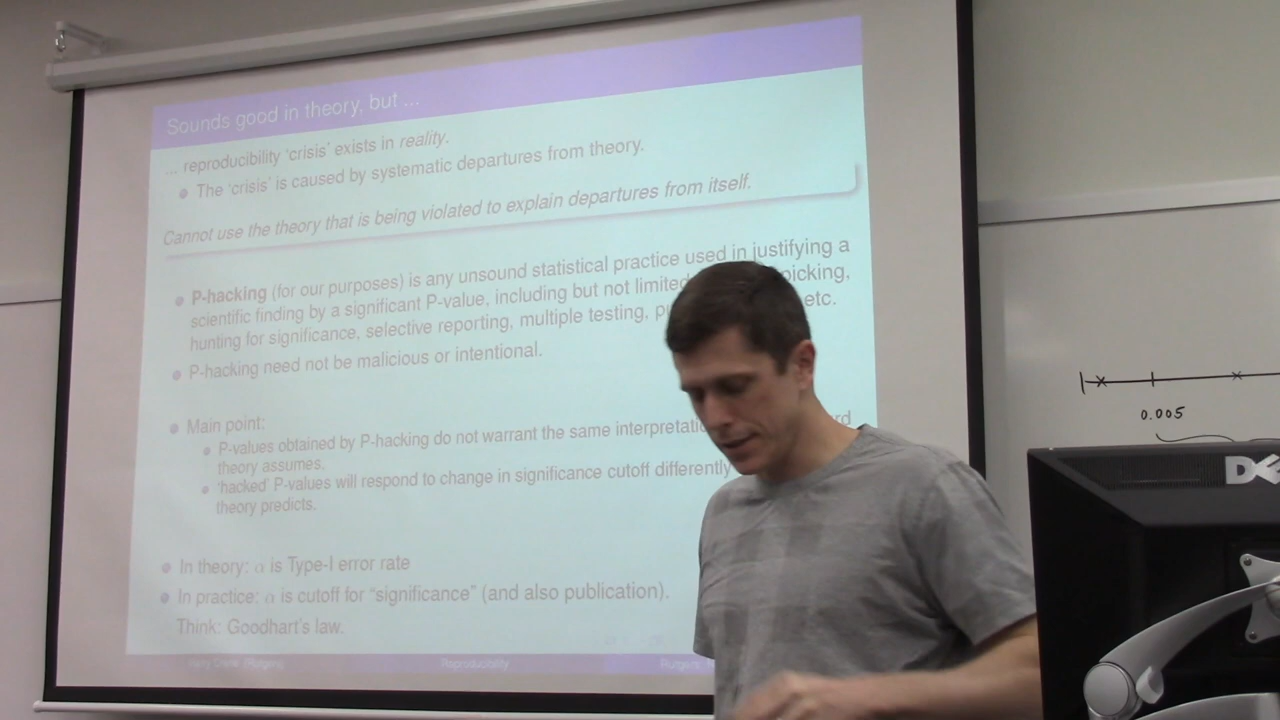 Sounds good in theory, but ...
... reproducibility 'crisis' exists in reality.
The 'crisis' is caused by systematic departures from theory.
Cannot use the theory that is being violated to explain departures from itself.
P-hacking (for our purposes) is any unsound statistical practice used in justifying a
scientific finding by a significant P-value, including but not limited picking,
hunting for significance, selective reporting, multiple testing, etc.
P-hacking need not be malicious or intentional.
Main point:
P-values obtained by P-hacking do not warrant the same
theory assumes.
'hacked' P-values will respond to change in significance cutoff differently
theory predicts.
In theory: α is Type-I error rate
In practice: α is cutoff for "significance" (and also publication).
Think: Goodhart's law.
Reproducibility
0.005